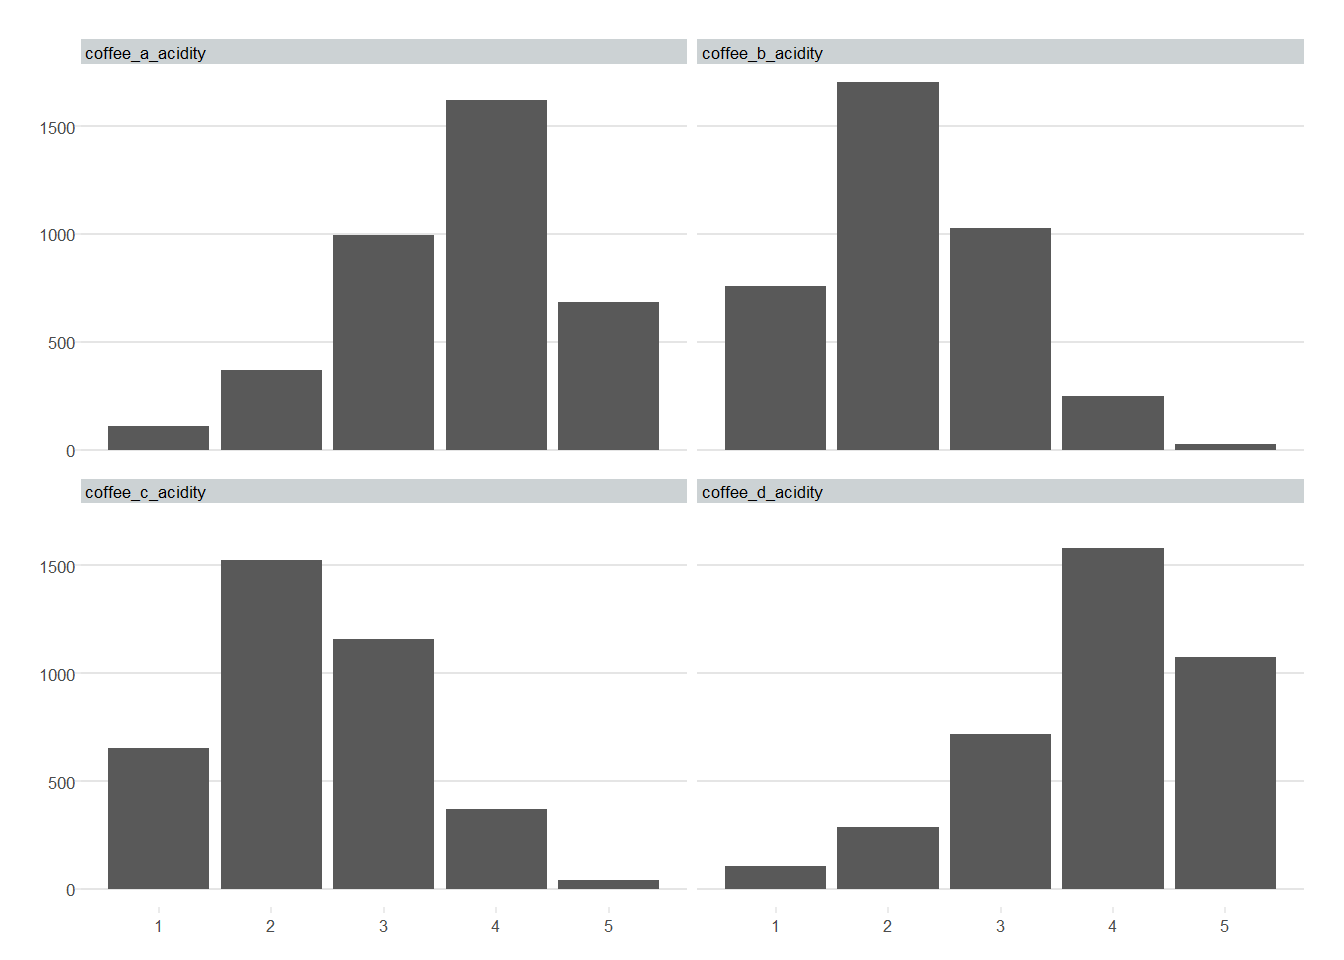 coffee_a_acidity
coffee_b_acidity
1500
1000
500
0
coffee_c_acidity
coffee_d_acidity
1500
1000
500
0
1 2 3 4 5
1 2 3 4 5